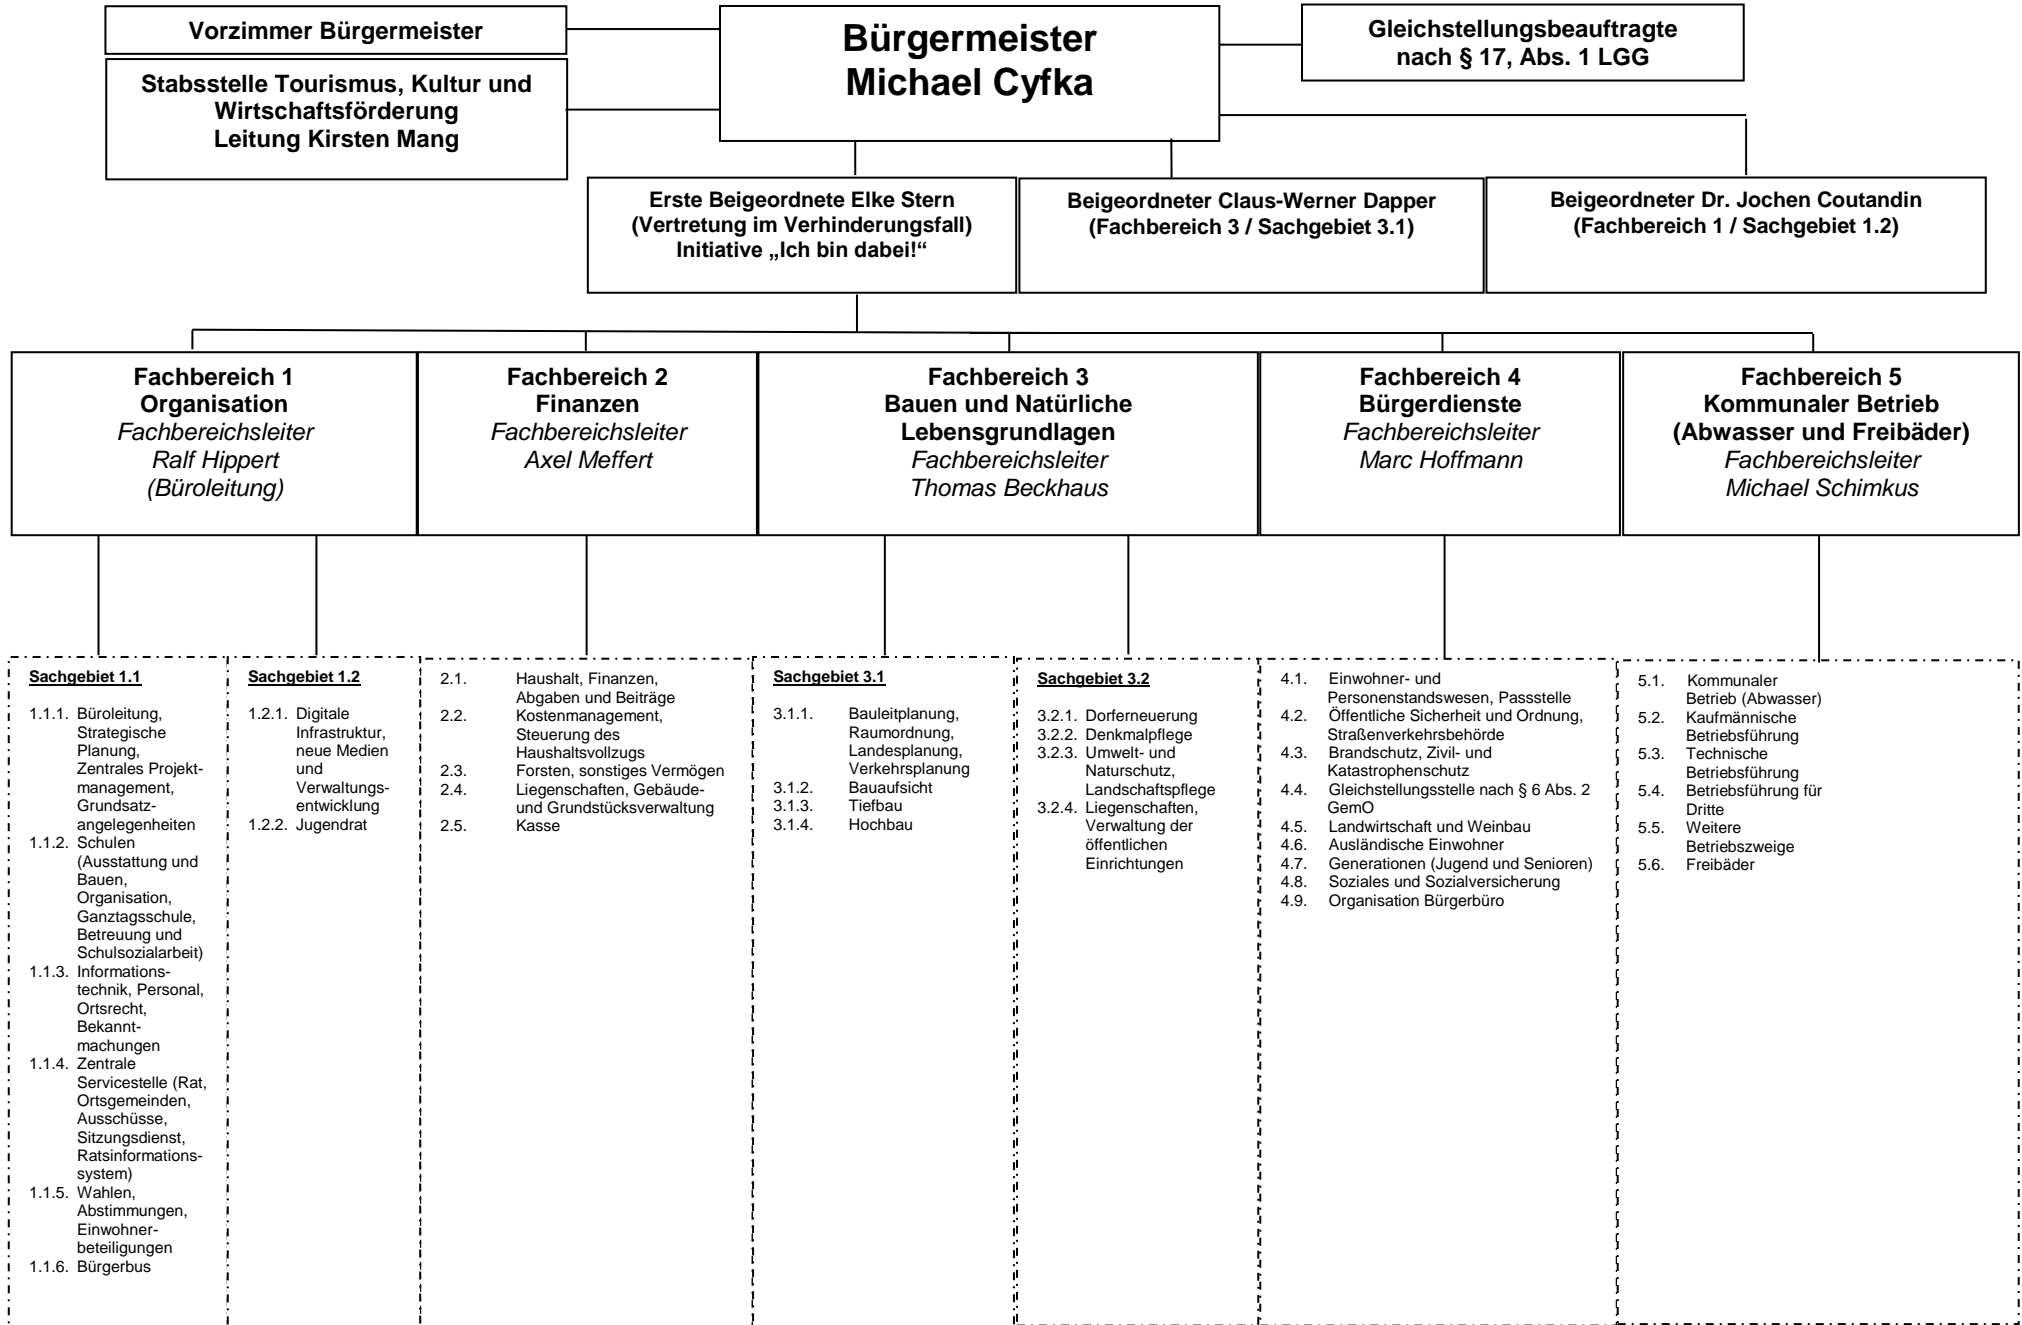 Vorzimmer Bürgermeister
Stabsstelle Tourismus, Kultur und
Wirtschaftsförderung
Leitung Kirsten Mang
Bürgermeister
Michael Cyfka
Gleichstellungsbeauftragte
nach § 17, Abs. 1 LGG
Erste Beigeordnete Elke Stern
(Vertretung im Verhinderungsfall)
Initiative „Ich bin dabei!“
Beigeordneter Claus-Werner Dapper
(Fachbereich 3 / Sachgebiet 3.1)
Beigeordneter Dr. Jochen Coutandin
(Fachbereich 1 / Sachgebiet 1.2)
Fachbereich 1
Organisation
Fachbereichsleiter
Ralf Hippert
(Büroleitung)
Fachbereich 2
Finanzen
Fachbereichsleiter
Axel Meffert
Fachbereich 3
Bauen und Natürliche
Lebensgrundlagen
Fachbereichsleiter
Thomas Beckhaus
Fachbereich 4
Bürgerdienste
Fachbereichsleiter
Marc Hoffmann
Fachbereich 5
Kommunaler Betrieb
(Abwasser und Freibäder)
Fachbereichsleiter
Michael Schimkus
Sachgebiet 1.1
1.1.1. Büroleitung,
Strategische
Planung,
Zentrales Projekt-
management,
Grundsatz-
angelegenheiten
1.1.2. Schulen
(Ausstattung und
Bauen,
Organisation,
Ganztagsschule,
Betreuung und
Schulsozialarbeit)
1.1.3. Informations-
technik, Personal,
Ortsrecht,
Bekannt-
machungen
1.1.4. Zentrale
Servicestelle (Rat,
Ortsgemeinden,
Ausschüsse,
Sitzungsdienst,
Ratsinformations-
system)
1.1.5. Wahlen,
Abstimmungen,
Einwohner-
beteiligungen
1.1.6. Bürgerbus
Sachgebiet 1.2
1.2.1. Digitale
Infrastruktur,
neue Medien
und
Verwaltungs-
entwicklung
1.2.2. Jugendrat
2.1. Haushalt, Finanzen,
Abgaben und Beiträge
2.2. Kostenmanagement,
Steuerung des
Haushaltsvollzugs
2.3. Forsten, sonstiges Vermögen
2.4. Liegenschaften, Gebäude-
und Grundstücksverwaltung
2.5. Kasse
Sachgebiet 3.1
3.1.1. Bauleitplanung,
Raumordnung,
Landesplanung,
Verkehrsplanung
3.1.2. Bauaufsicht
3.1.3. Tiefbau
3.1.4. Hochbau
Sachgebiet 3.2
3.2.1. Dorferneuerung
3.2.2. Denkmalpflege
3.2.3. Umwelt- und
Naturschutz,
Landschaftspflege
3.2.4. Liegenschaften,
Verwaltung der
öffentlichen
Einrichtungen
4.1. Einwohner- und
Personenstandswesen, Passstelle
4.2. Öffentliche Sicherheit und Ordnung,
Straßenverkehrsbehörde
4.3. Brandschutz, Zivil- und
Katastrophenschutz
4.4. Gleichstellungsstelle nach § 6 Abs. 2
GemO
4.5. Landwirtschaft und Weinbau
4.6. Ausländische Einwohner
4.7. Generationen (Jugend und Senioren)
4.8. Soziales und Sozialversicherung
4.9. Organisation Bürgerbüro
5.1. Kommunaler
Betrieb (Abwasser)
5.2. Kaufmännische
Betriebsführung
5.3. Technische
Betriebsführung
5.4. Betriebsführung für
Dritte
5.5. Weitere
Betriebszweige
5.6. Freibäder